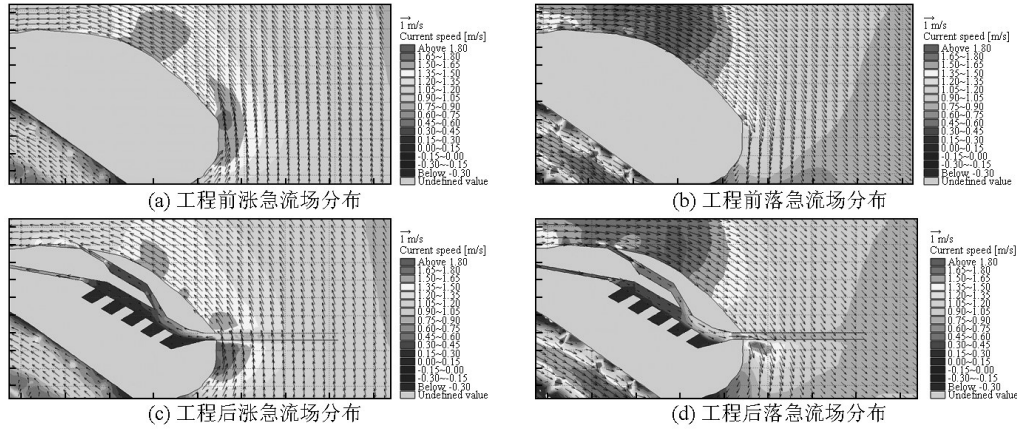 1 m/s
Current speed [m/s]
Above 1.80
1.65~1.80
1.50~1.65
1.35~1.50
1.20~1.35
1.05~1.20
0.90~1.05
0.75~0.90
0.60~0.75
0.45~0.60
0.30~0.45
0.15~0.30
0.00~0.15
-0.15~0.00
-0.30~-0.15
Below -0.30
Undefined value
(a) 工程前涨急流场分布
1 m/s
Current speed [m/s]
Above 1.80
1.65~1.80
1.50~1.65
1.35~1.50
1.20~1.35
1.05~1.20
0.90~1.05
0.75~0.90
0.60~0.75
0.45~0.60
0.30~0.45
0.15~0.30
0.00~0.15
-0.15~0.00
-0.30~-0.15
Below -0.30
Undefined value
(b) 工程前落急流场分布
1 m/s
Current speed [m/s]
Above 1.80
1.65~1.80
1.50~1.65
1.35~1.50
1.20~1.35
1.05~1.20
0.90~1.05
0.75~0.90
0.60~0.75
0.45~0.60
0.30~0.45
0.15~0.30
0.00~0.15
-0.15~0.00
-0.30~-0.15
Below -0.30
Undefined value
(c) 工程后涨急流场分布
1 m/s
Current speed [m/s]
Above 1.80
1.65~1.80
1.50~1.65
1.35~1.50
1.20~1.35
1.05~1.20
0.90~1.05
0.75~0.90
0.60~0.75
0.45~0.60
0.30~0.45
0.15~0.30
0.00~0.15
-0.15~0.00
-0.30~-0.15
Below -0.30
Undefined value
(d) 工程后落急流场分布